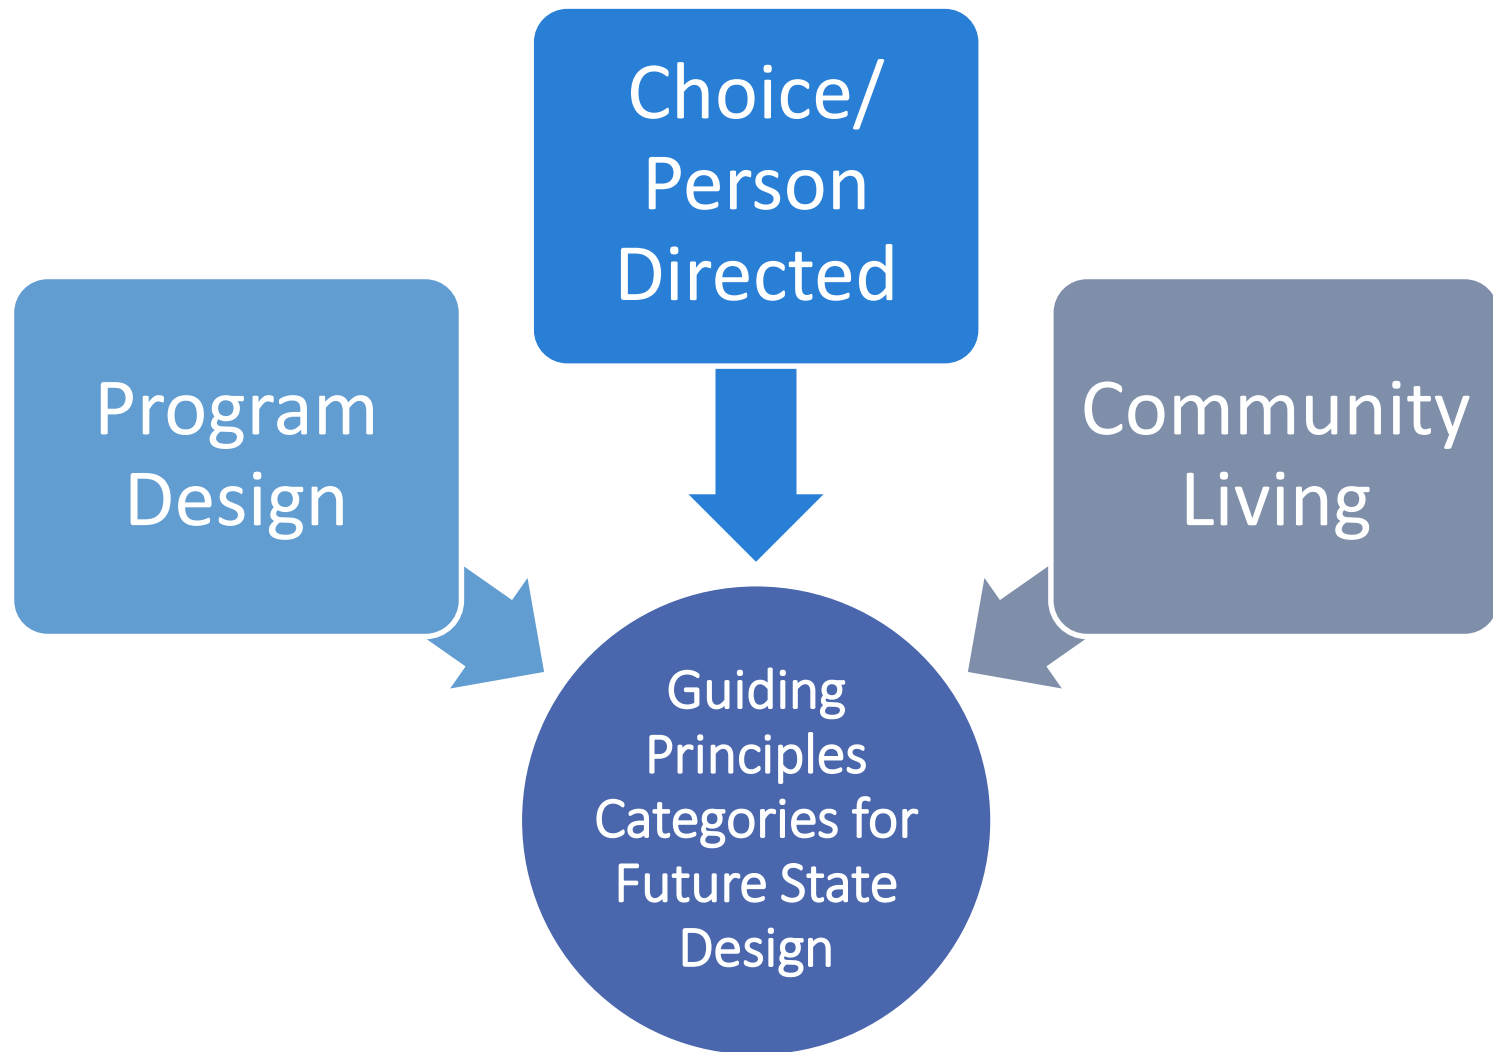 Choice/
Person
Directed
Program
Design
Community
Living
Guiding
Principles
Categories for
Future State
Design